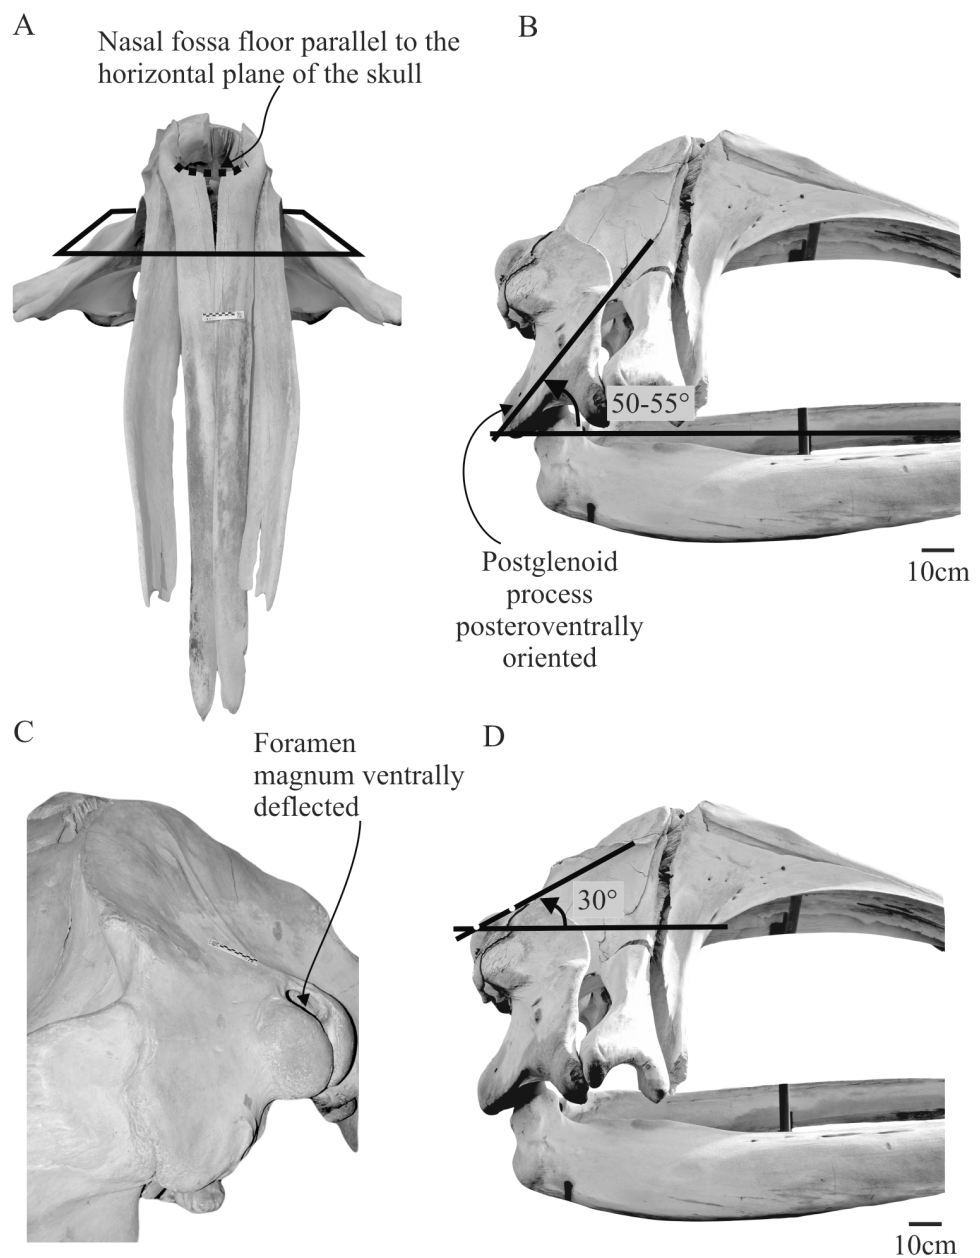 A
Nasal fossa floor parallel to the
horizontal plane of the skull
B
50-55°
10cm
Postglenoid
process
posteroventrally
oriented
C
Foramen
magnum ventrally
deflected
D
30°
10cm